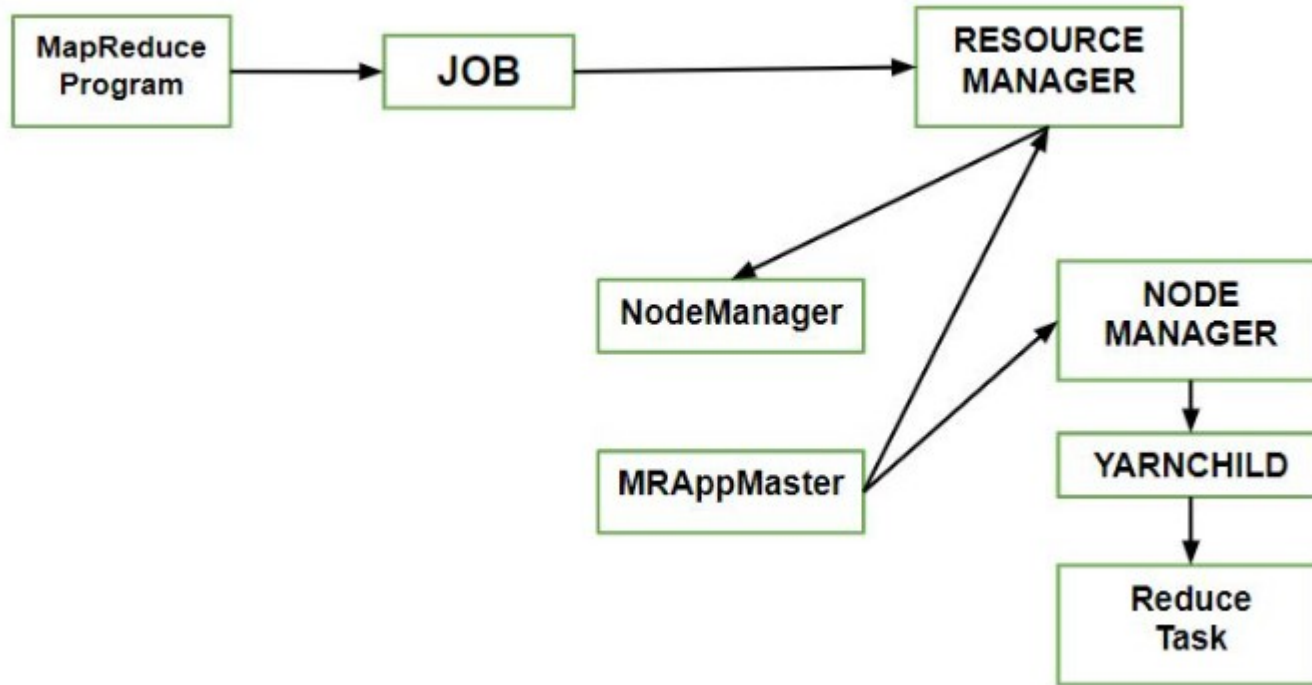 MapReduce
Program
JOB
RESOURCE
MANAGER
NodeManager
NODE
MANAGER
MRAppMaster
YARNCHILD
Reduce
Task